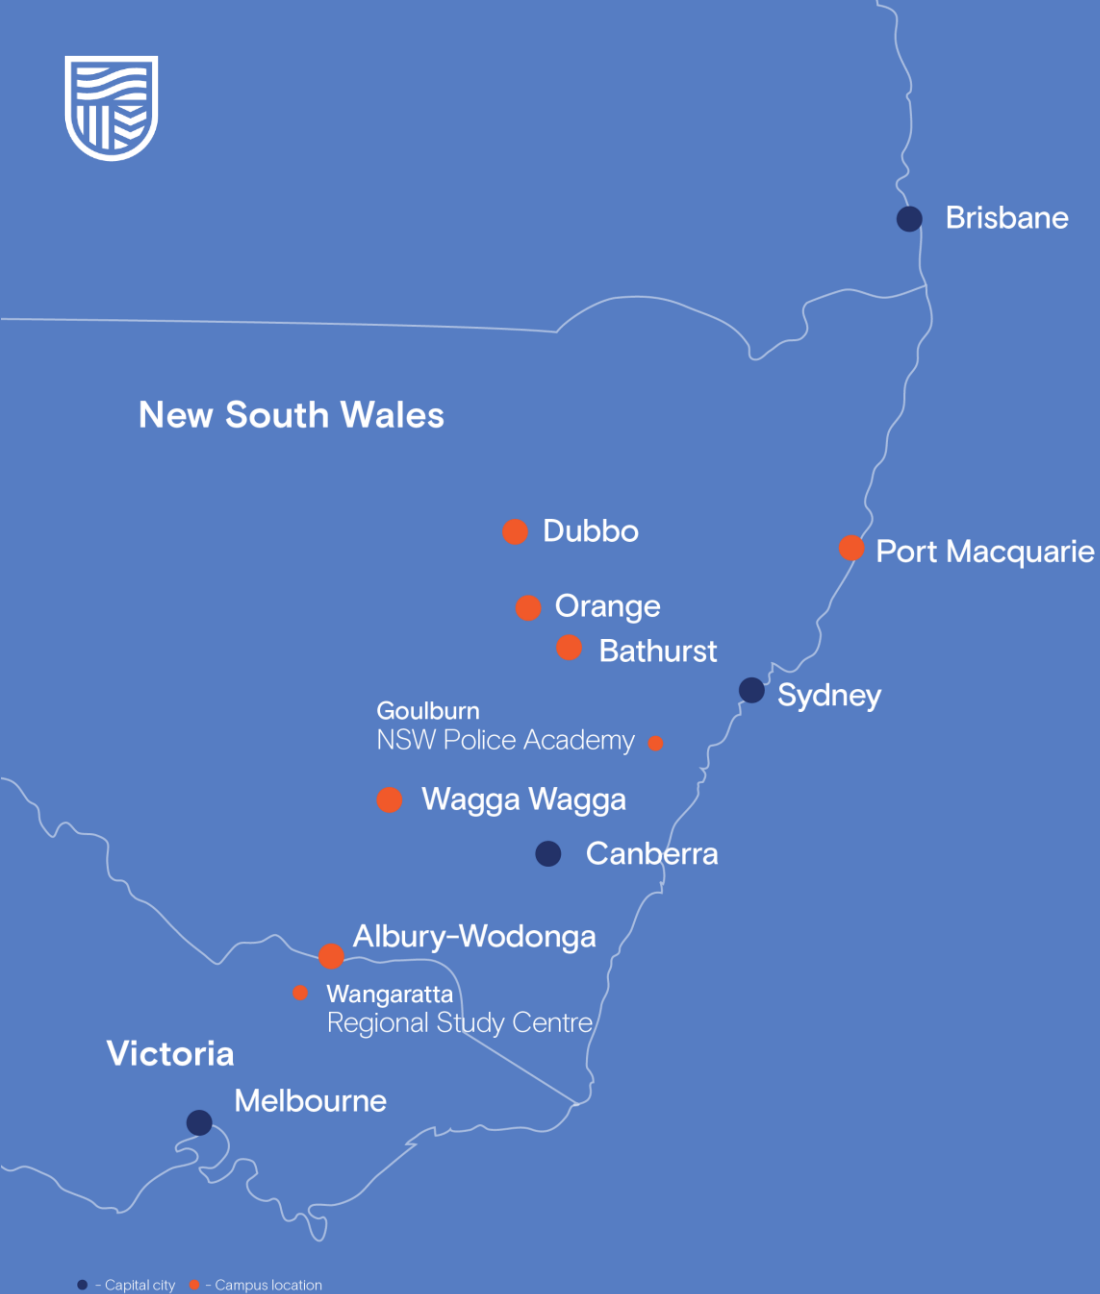 Brisbane
New South Wales
Dubbo
Port Macquarie
Orange
Bathurst
Sydney
Goulburn
NSW Police Academy
Wagga Wagga
Canberra
Albury-Wodonga
Wangaratta
Regional Study Centre
Victoria
Melbourne
- Capital city - Campus location